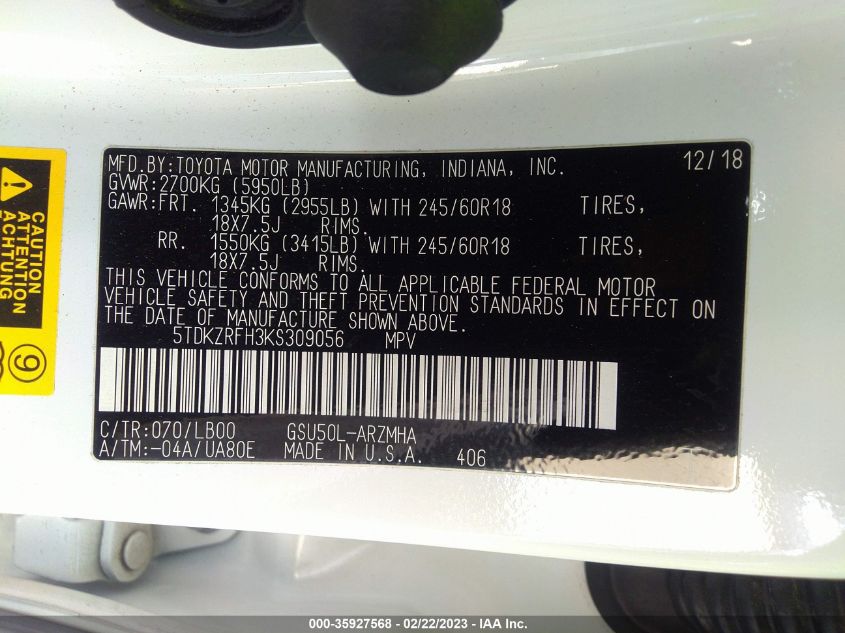 MFD.BY:TOYOTA MOTOR MANUFACTURING, INDIANA, INC. 12/18
GVWR:2700KG (5950LB)
GAWR:FRT. 1345KG (2955LB) WITH 245/60R18 TIRES,
18X7.5J RIMS.
RR. 1550KG (3415LB) WITH 245/60R18 TIRES,
18X7.5J RIMS.
THIS VEHICLE CONFORMS TO ALL APPLICABLE FEDERAL MOTOR
VEHICLE SAFETY AND THEFT PREVENTION STANDARDS IN EFFECT ON
THE DATE OF MANUFACTURE SHOWN ABOVE.
5TDKZRFH3KS309056 MPV
C/TR:070/LB00 GSU50L-ARZMHA
A/TM:-04A/UA80E MADE IN U.S.A. 406
CAUTION
ATTENTION
ACHTUNG
9
000-35927568 - 02/22/2023 - IAA Inc.